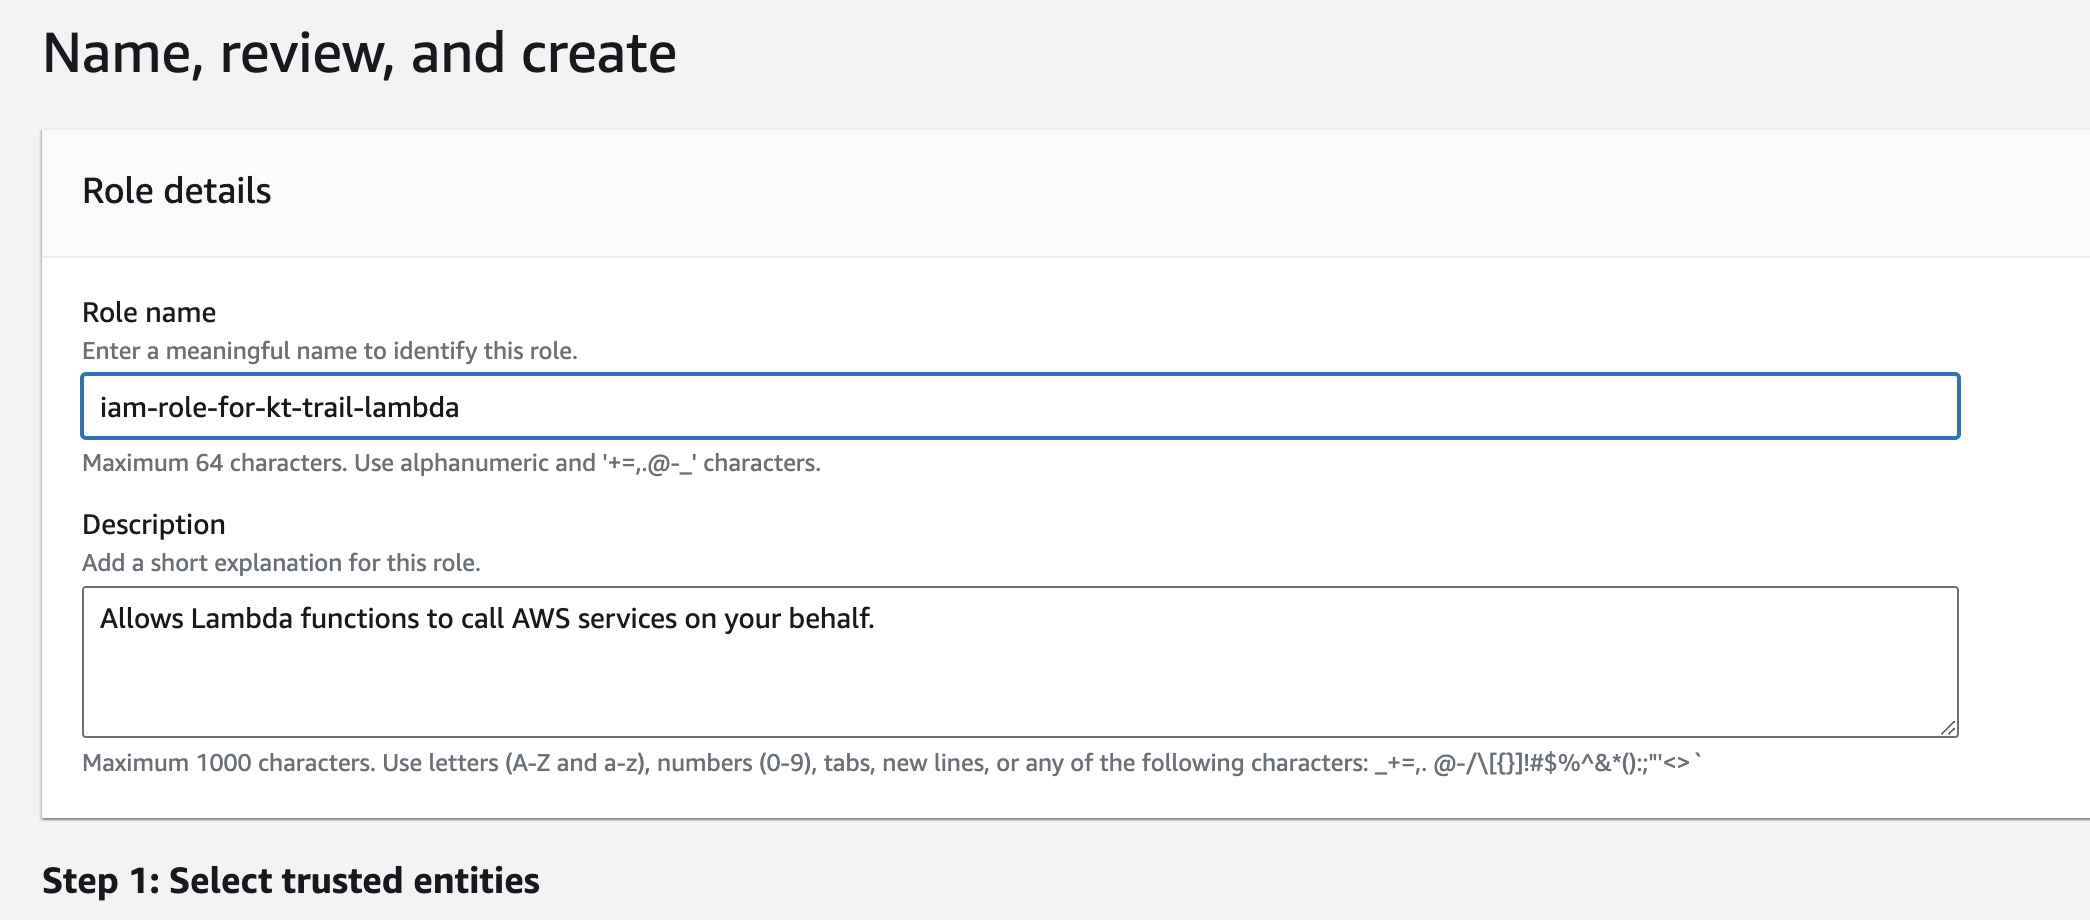 Name, review, and create
Role details
Role name
Enter a meaningful name to identify this role.
iam-role-for-kt-trail-lambda
Maximum 64 characters. Use alphanumeric and '+=,.@-_' characters.
Description
Add a short explanation for this role.
Allows Lambda functions to call AWS services on your behalf.
Maximum 1000 characters. Use letters (A-Z and a-z), numbers (0-9), tabs, new lines, or any of the following characters: _+=,. @-/\[{}]!#$%^&*():;"'<>`
Step 1: Select trusted entities